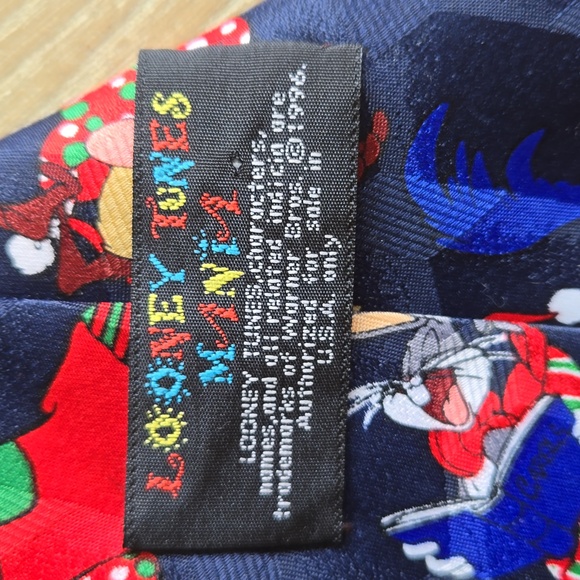 LOONEY TUNES
MANIA
LOONEY TUNES, characters,
names, and all related indicia are
trademarks of Warner Bros. ©1996.
Authorized for sale in
U.S.A. only